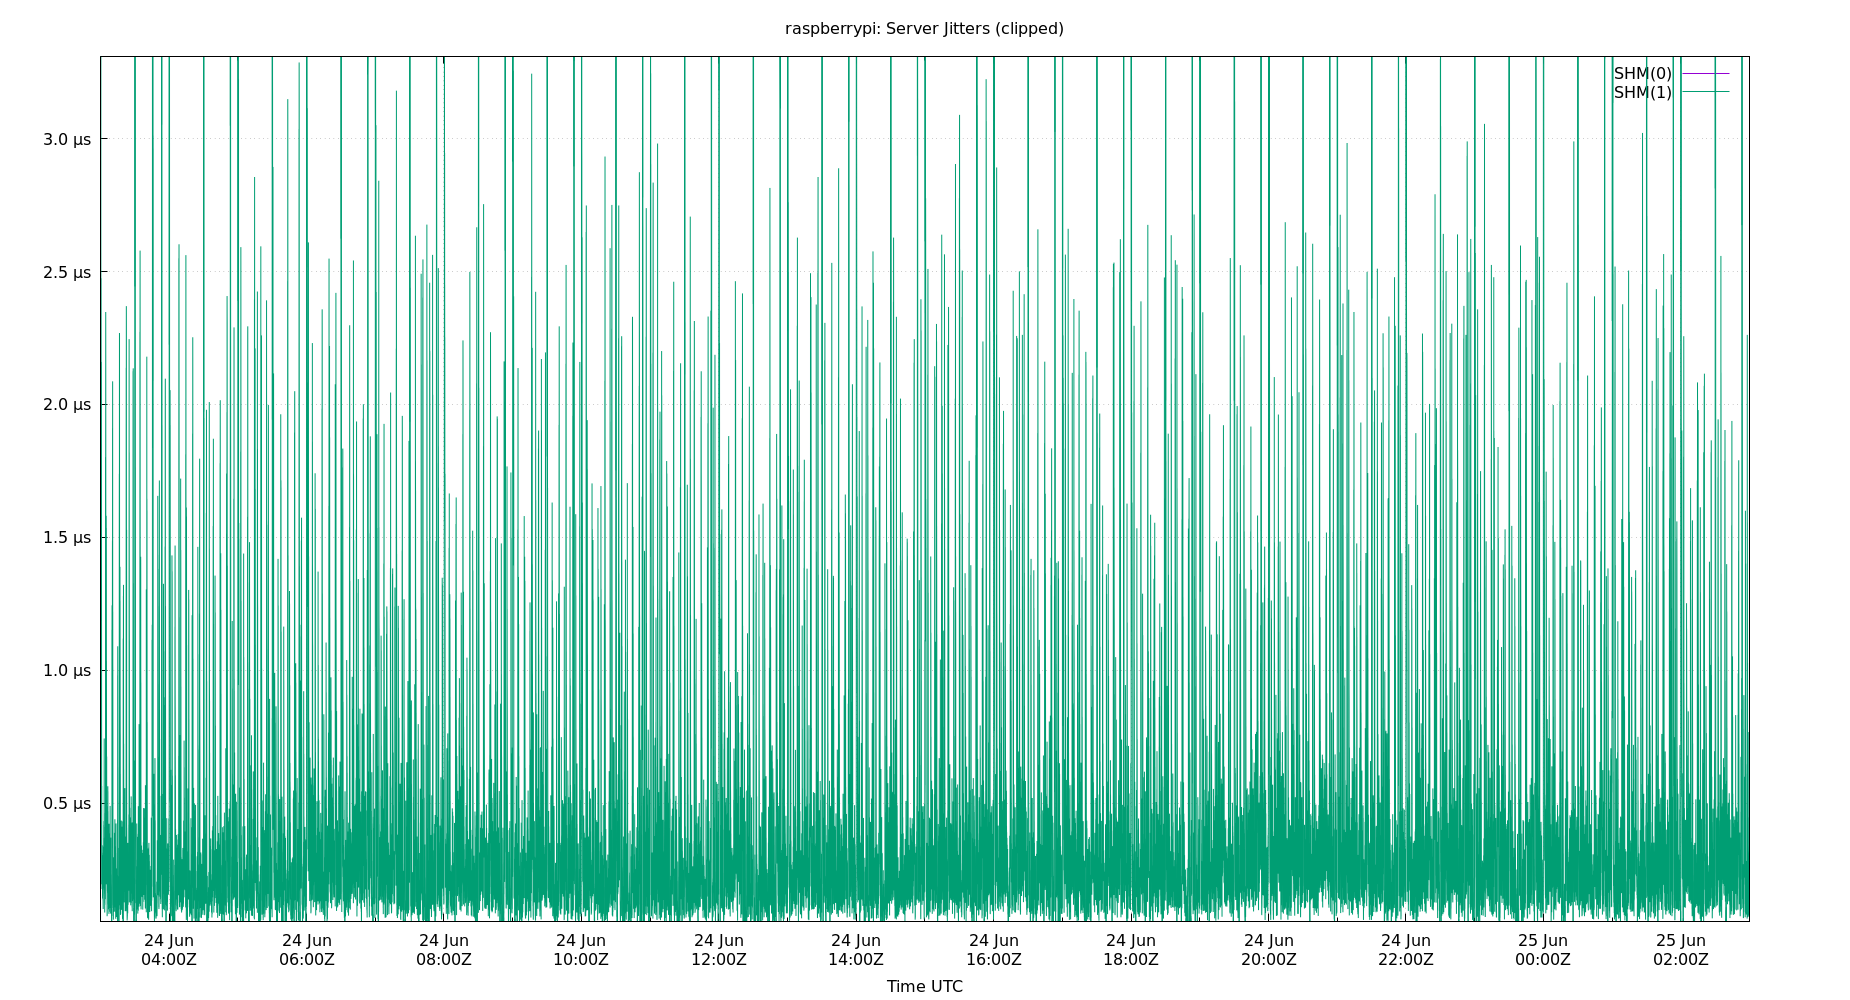 raspberrypi: Server Jitters (clipped)
SHM(0)
SHM(1)
3.0 μs
2.5 μs
2.0 μs
1.5 μs
1.0 μs
0.5 μs
24 Jun 24 Jun 24 Jun 24 Jun 24 Jun 24 Jun 24 Jun 24 Jun 24 Jun 24 Jun 25 Jun 25 Jun
04:00Z 06:00Z 08:00Z 10:00Z 12:00Z 14:00Z 16:00Z 18:00Z 20:00Z 22:00Z 00:00Z 02:00Z
Time UTC